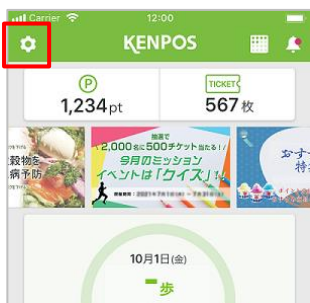 Carrier 12:00
KENPOS
P
TICKET
1,234pt
567枚
抽選で
2,000名に500チケット当たる!/
9月のミッション
イベントは「クイズ」!
穀物を
病予防
おすす
特
10月1日(金)
-歩